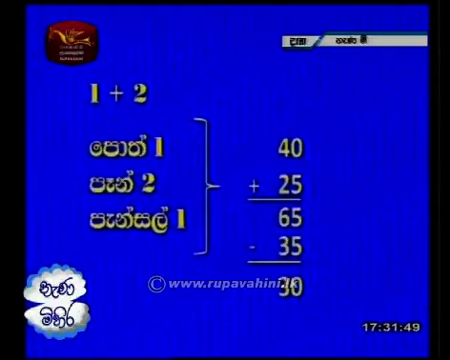 දැනුම
නැණ මි
1 + 2
පොත් 1
පෑන් 2
පැන්සල් 1
40
+ 25
65
- 35
30
© www.rupavahini.lk
නැණ
මිහිර
17:31:49